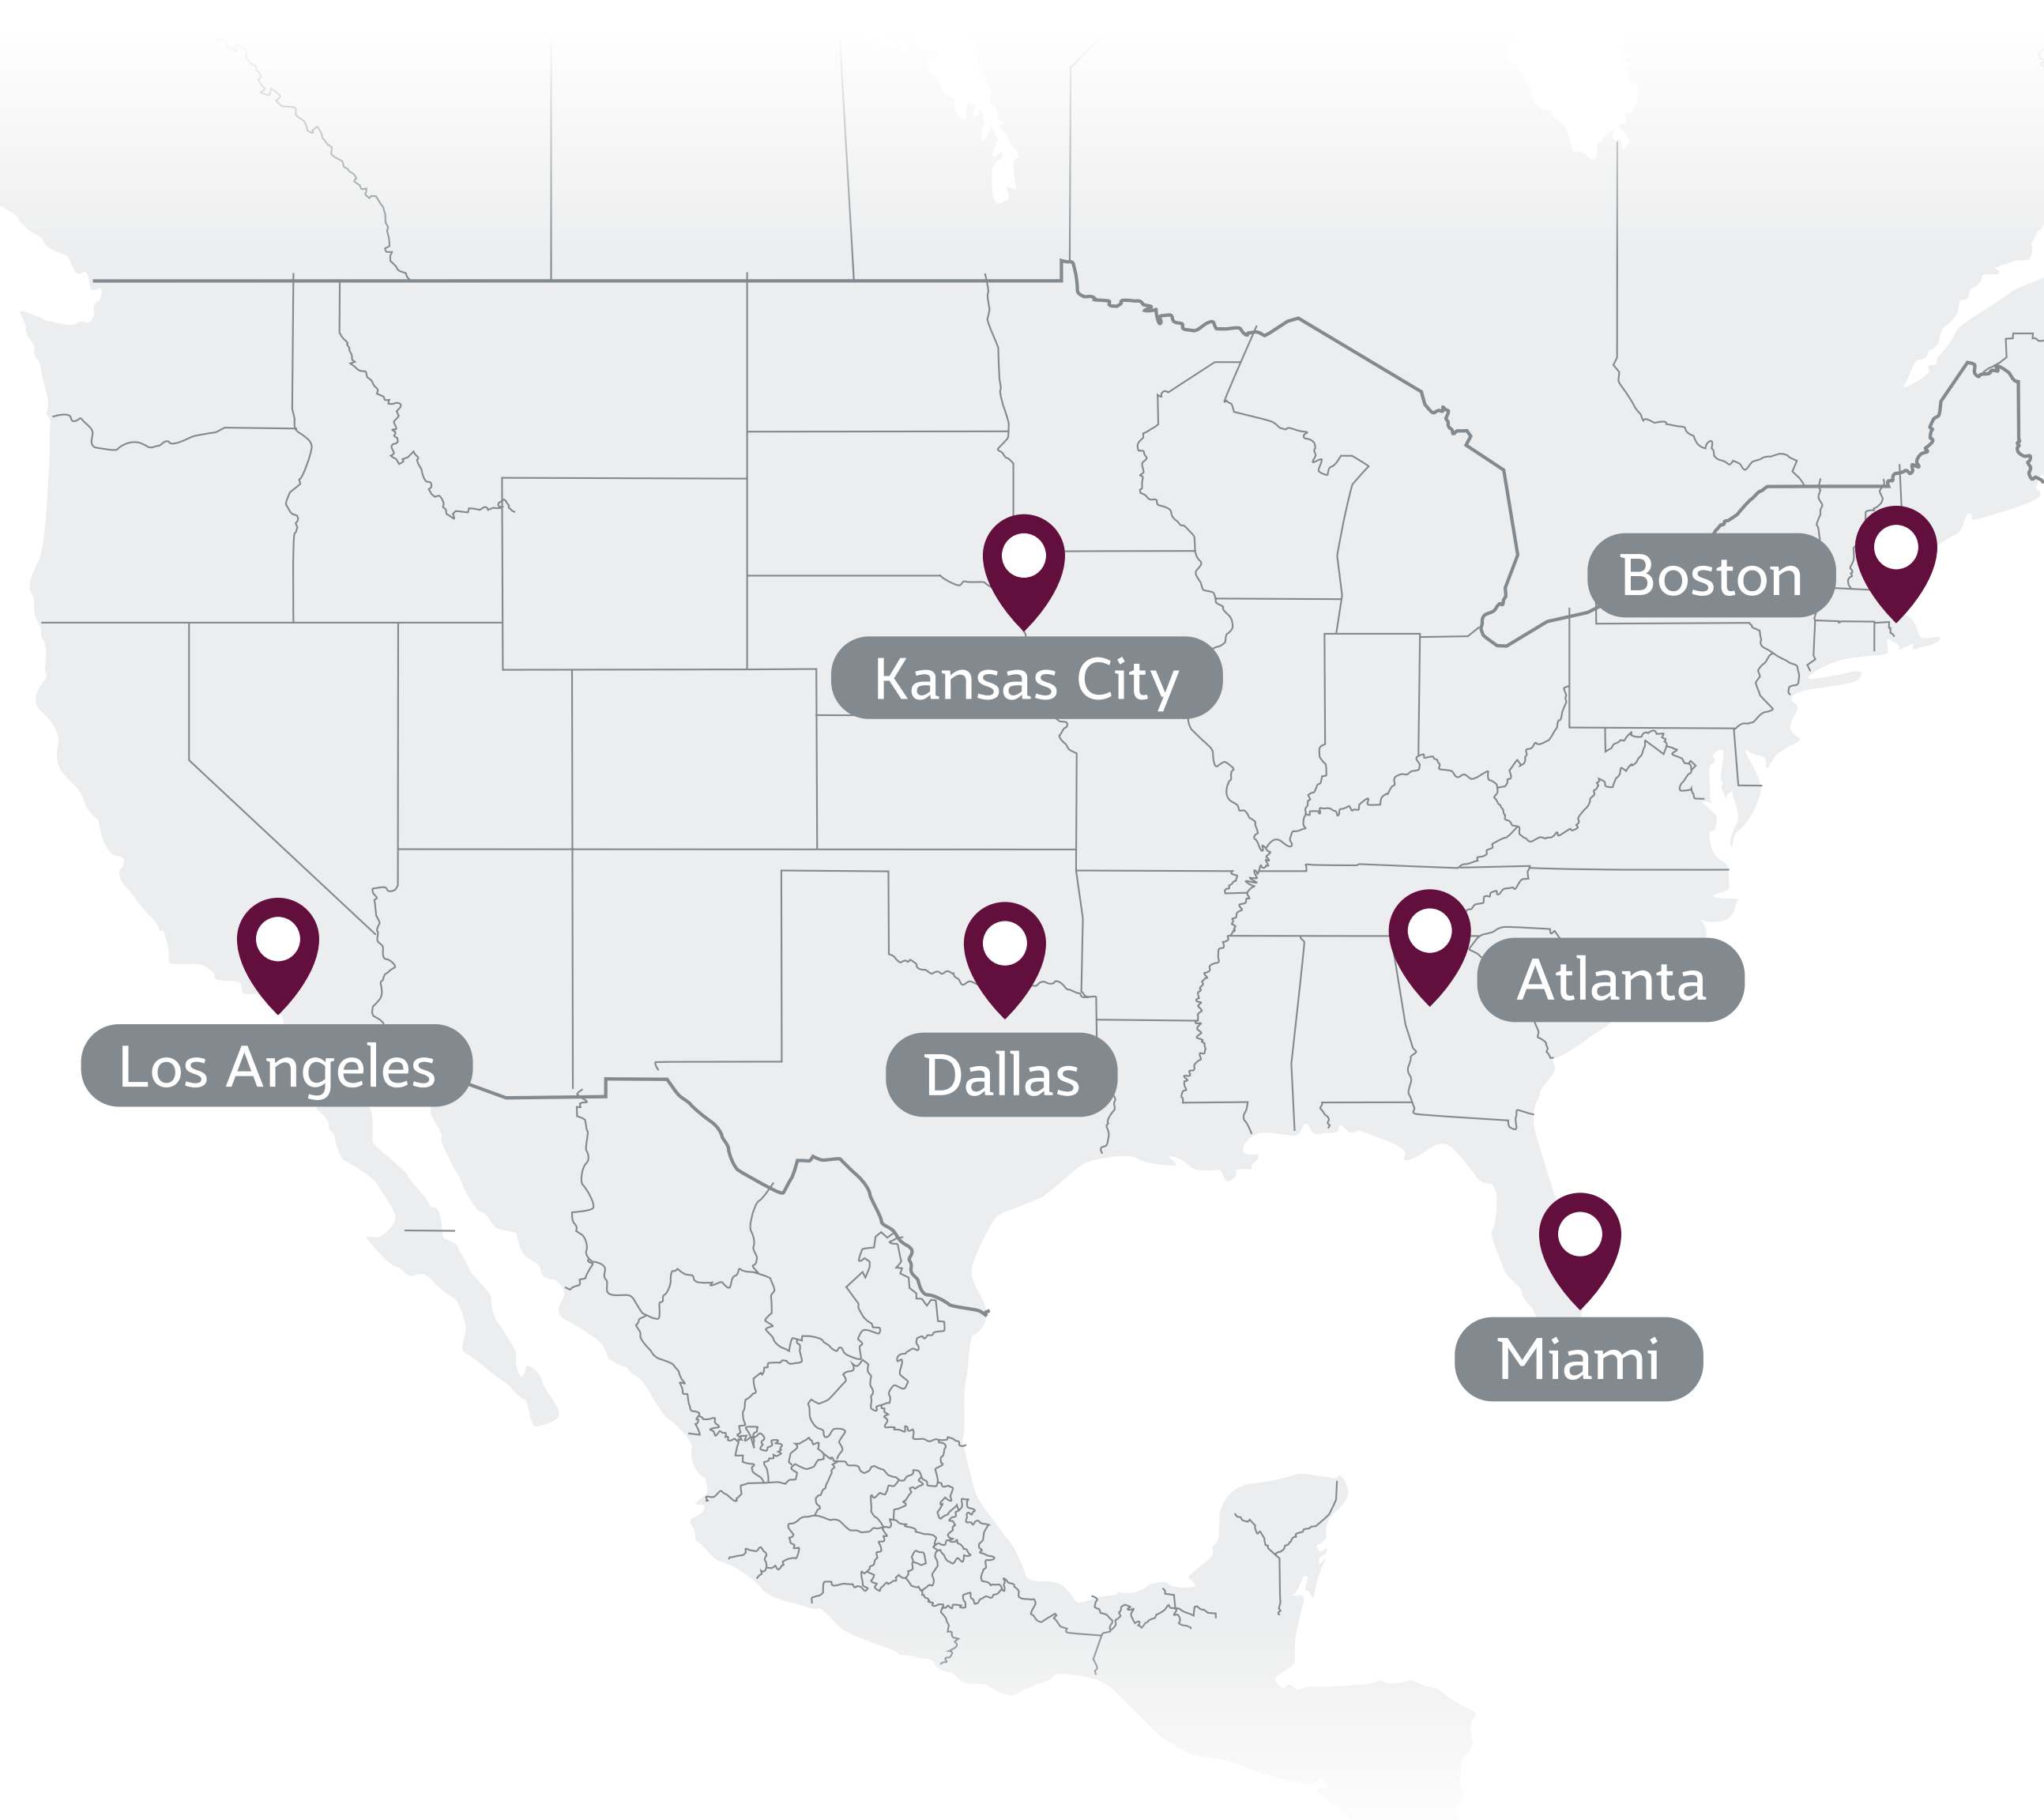 Boston
Kansas City
Atlanta
Los Angeles
Dallas
Miami